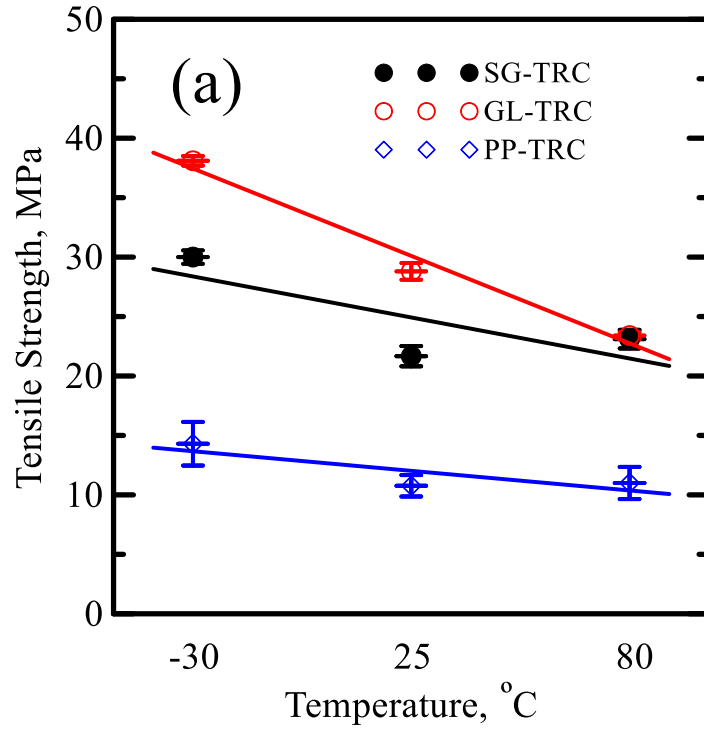 (a)
SG-TRC
GL-TRC
PP-TRC
Tensile Strength, MPa
50
40
30
20
10
0
-30 25 80
Temperature, °C